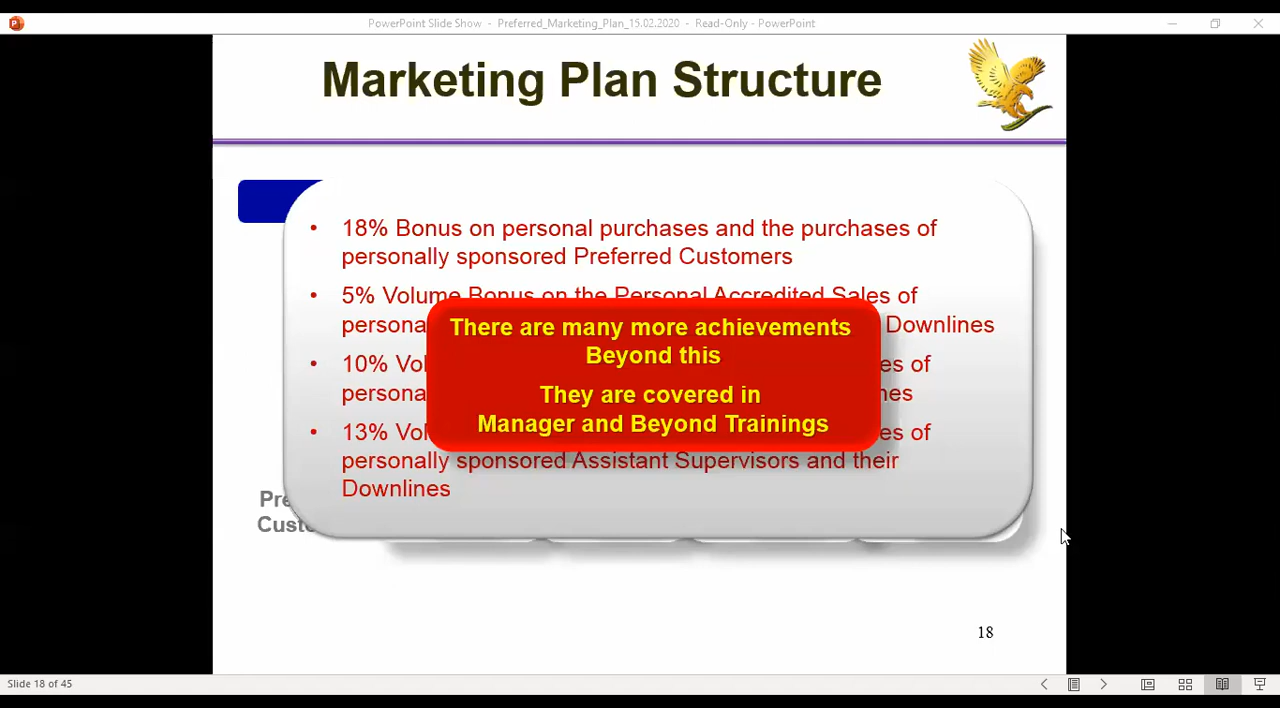 PowerPoint Slide Show - Preferred_Marketing_Plan_15.02.2020 - Read-Only - PowerPoint
Marketing Plan Structure
• 18% Bonus on personal purchases and the purchases of
personally sponsored Preferred Customers
• 5% Volume Bonus on the Personal Accredited Sales of
Downlines
• 10%
es of
• 13%
es of
personally sponsored Assistant Supervisors and their
Downlines
There are many more achievements
Beyond this
They are covered in
Manager and Beyond Trainings
18
Slide 18 of 45